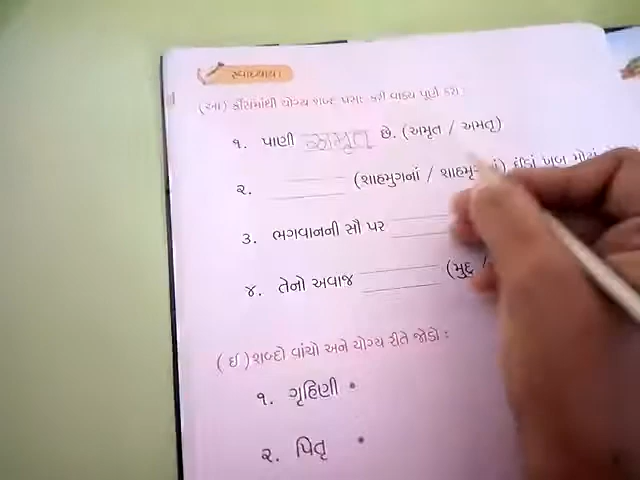 સ્વાધ્યાય
(આ) કૌંસમાંથી યોગ્ય શબ્દ પસંદ કરી વાક્ય પૂર્ણ કરો :
૧. પાણી અમૃત છે. (અમૃત / અમતૃ)
૨. (શાહમુગનાં / શાહમૃ ઈંડાં ખૂબ મોટાં
૩. ભગવાનની સૌ પર
૪. તેનો અવાજ (મુદ્દ /
(ઈ) શબ્દો વાંચો અને યોગ્ય રીતે જોડો :
૧. ગૃહિણી
૨. પિતૃ